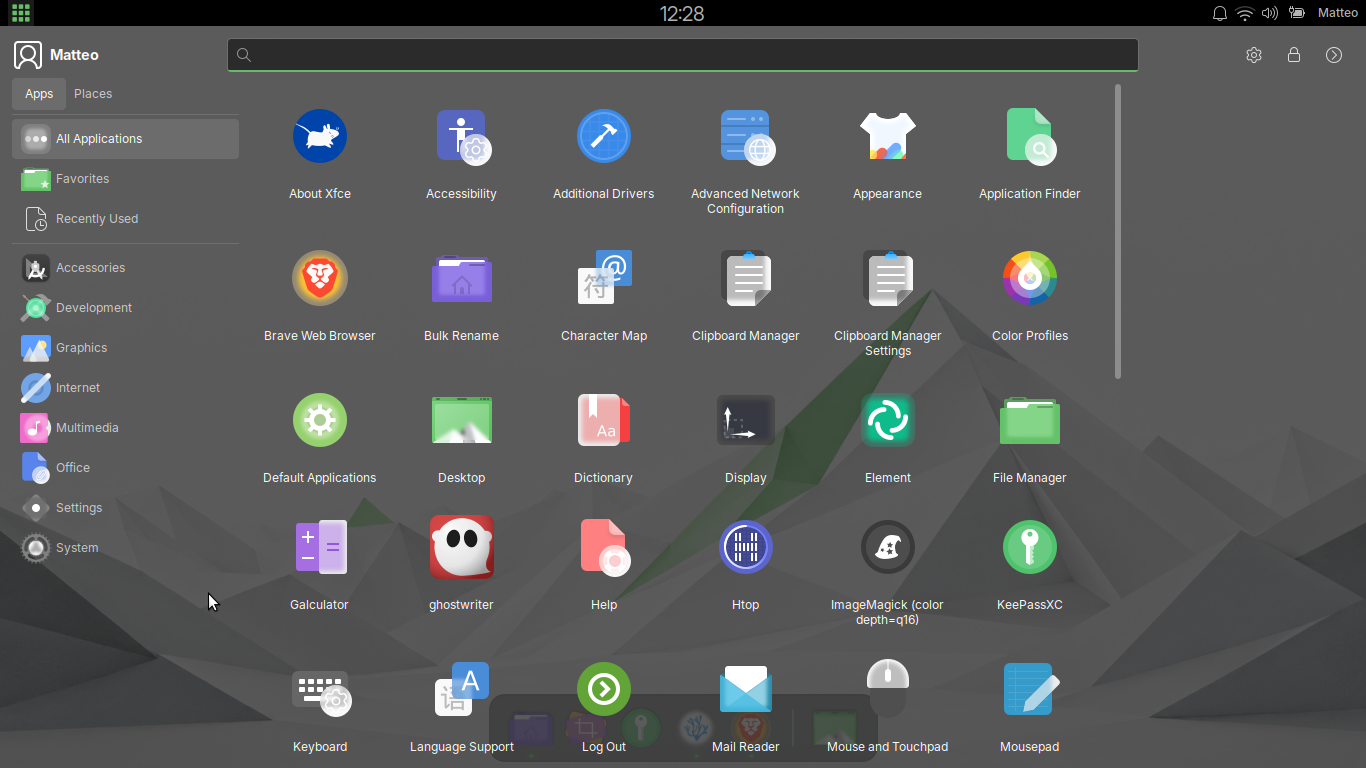 12:28
Matteo
Matteo
Apps Places
All Applications
Favorites
Recently Used
Accessories
Development
Graphics
Internet
Multimedia
Office
Settings
System
About Xfce
Accessibility
Additional Drivers
Advanced Network
Configuration
Appearance
Application Finder
Brave Web Browser
Bulk Rename
@
符
Character Map
Clipboard Manager
Clipboard Manager
Settings
Color Profiles
Default Applications
Desktop
Aa
Dictionary
Display
Element
File Manager
Galculator
ghostwriter
Help
Htop
ImageMagick (color
depth=q16)
KeePassXC
Keyboard
A
语
Language Support
Log Out
Mail Reader
Mouse and Touchpad
Mousepad